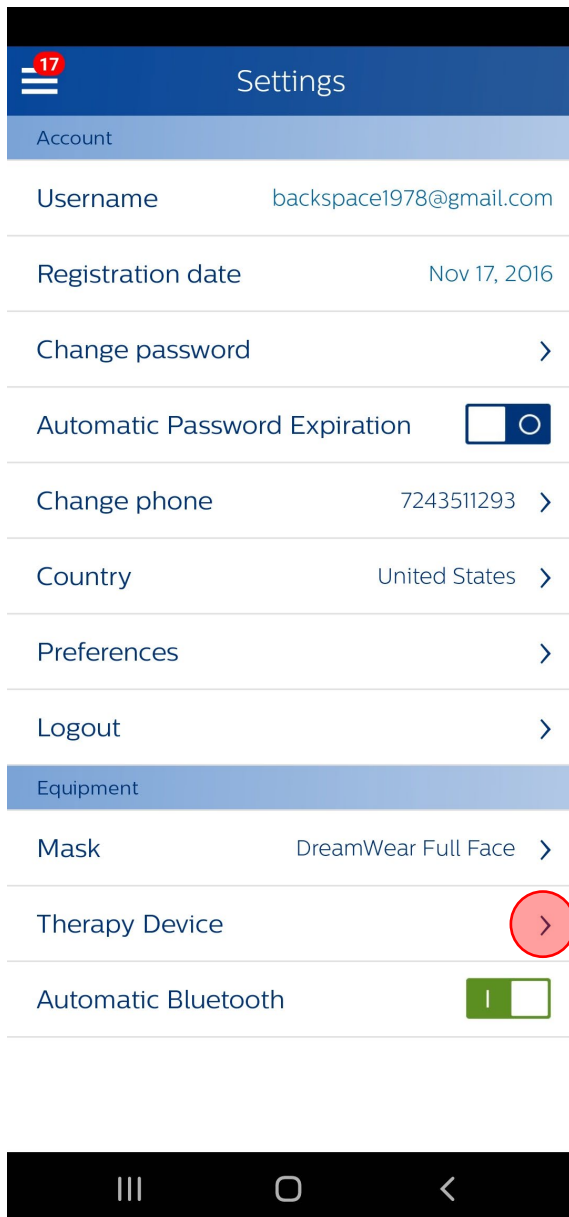 17
Settings
Account
Username backspace1978@gmail.com
Registration date Nov 17, 2016
Change password
Automatic Password Expiration
Change phone 7243511293
Country United States
Preferences
Logout
Equipment
Mask DreamWear Full Face
Therapy Device
Automatic Bluetooth